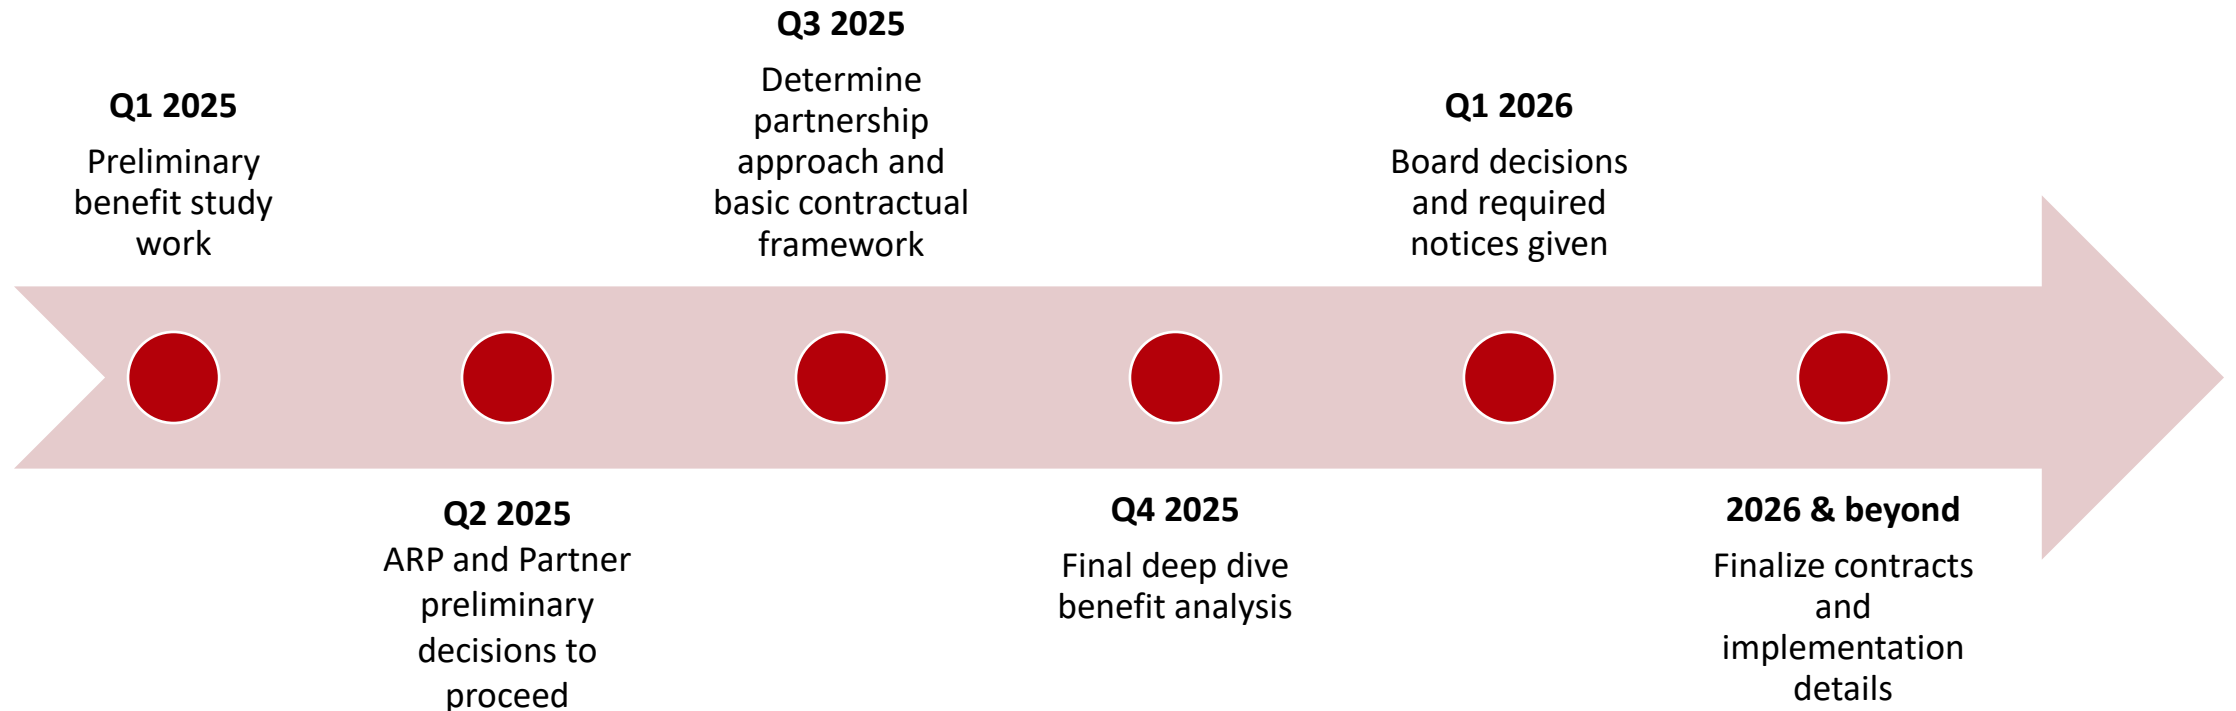 Q1 2025
Preliminary
benefit study
work
Q2 2025
ARP and Partner
preliminary
decisions to
proceed
Q3 2025
Determine
partnership
approach and
basic contractual
framework
Q4 2025
Final deep dive
benefit analysis
Q1 2026
Board decisions
and required
notices given
2026 & beyond
Finalize contracts
and
implementation
details